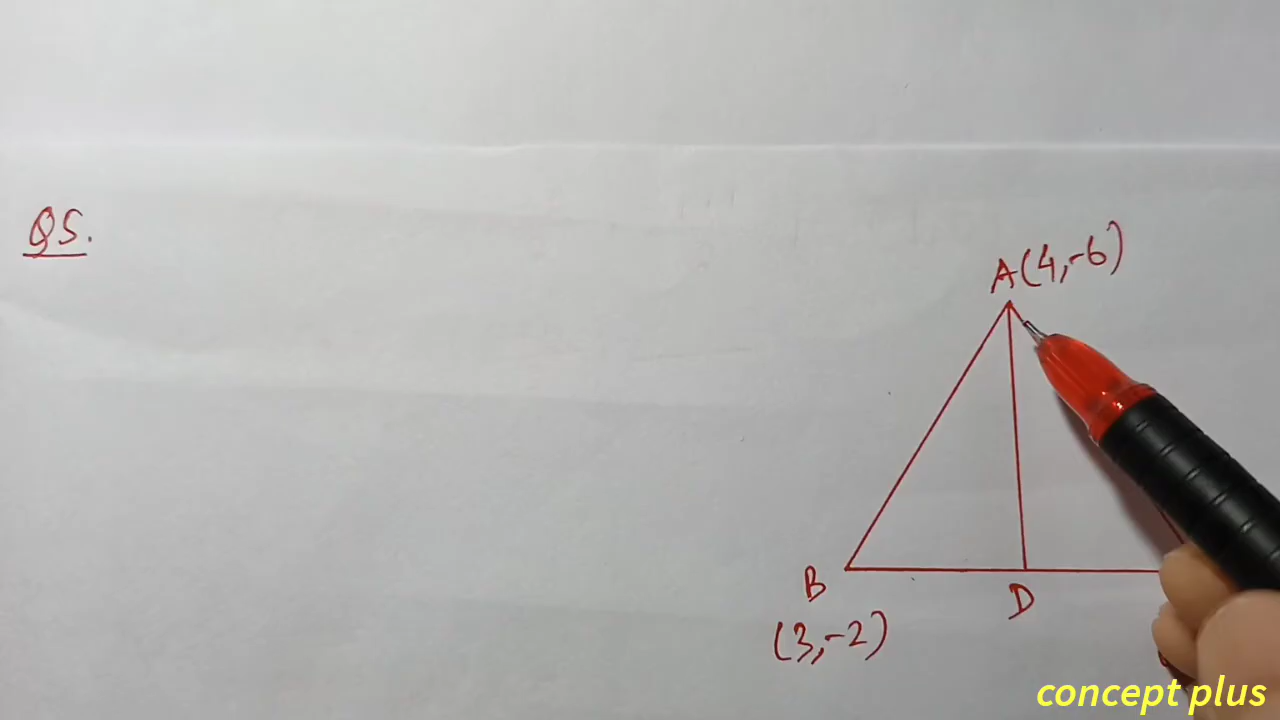 Q5.
A(4,-6)
B
D
(3,-2)
concept plus